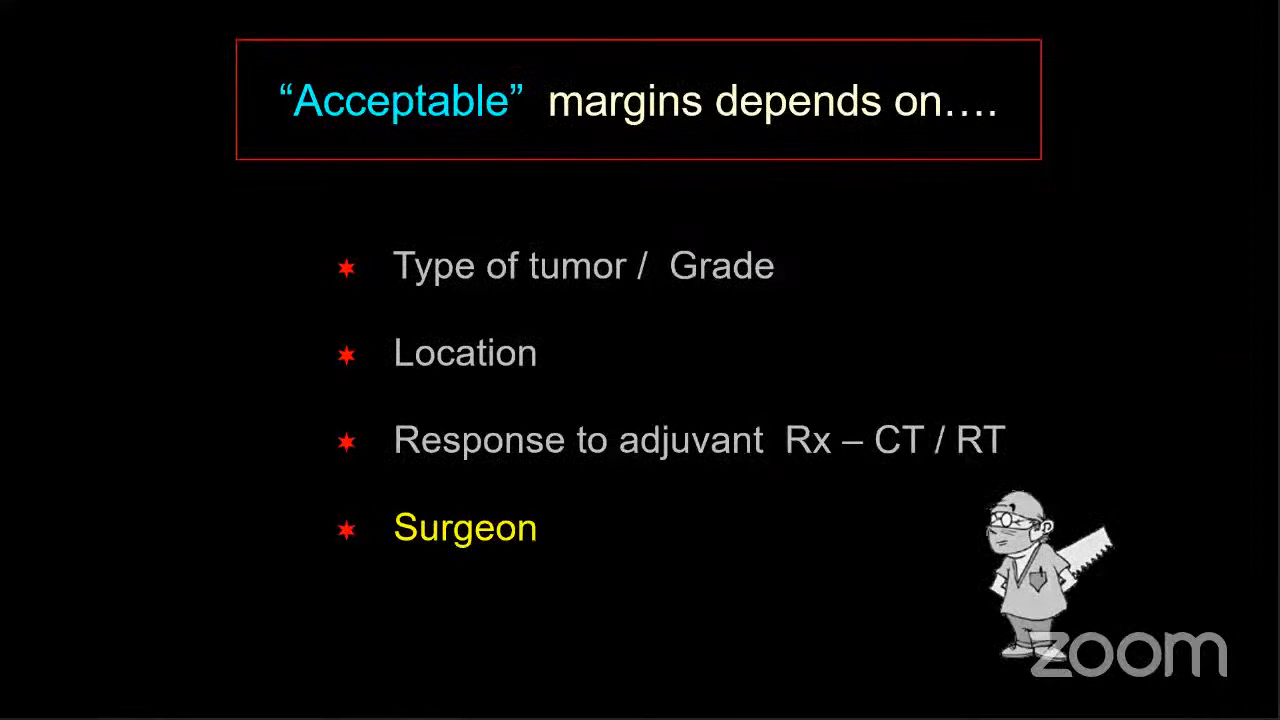 “Acceptable” margins depends on….
Type of tumor / Grade
Location
Response to adjuvant Rx – CT / RT
Surgeon
zoom